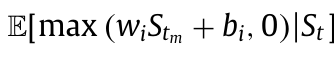 𝔼[max (w_i S_{t_m} + b_i, 0)|S_t]